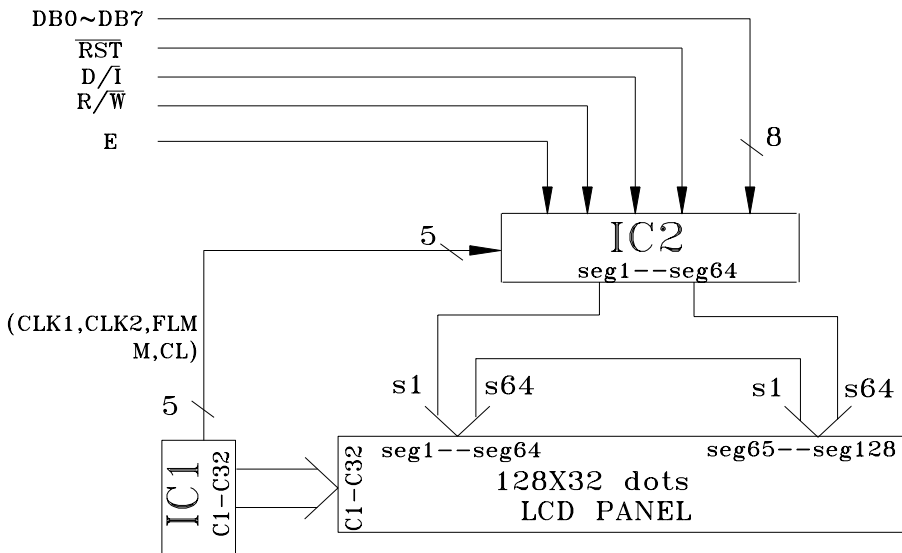 DB0~DB7
R̅S̅T̅
D/I̅
R/W̅
E
8
IC2
seg1--seg64
5
(CLK1,CLK2,FLM
M,CL)
5
s1
s64
s1
s64
IC1
C1-C32
C1-C32
seg1--seg64
seg65--seg128
128X32 dots
LCD PANEL